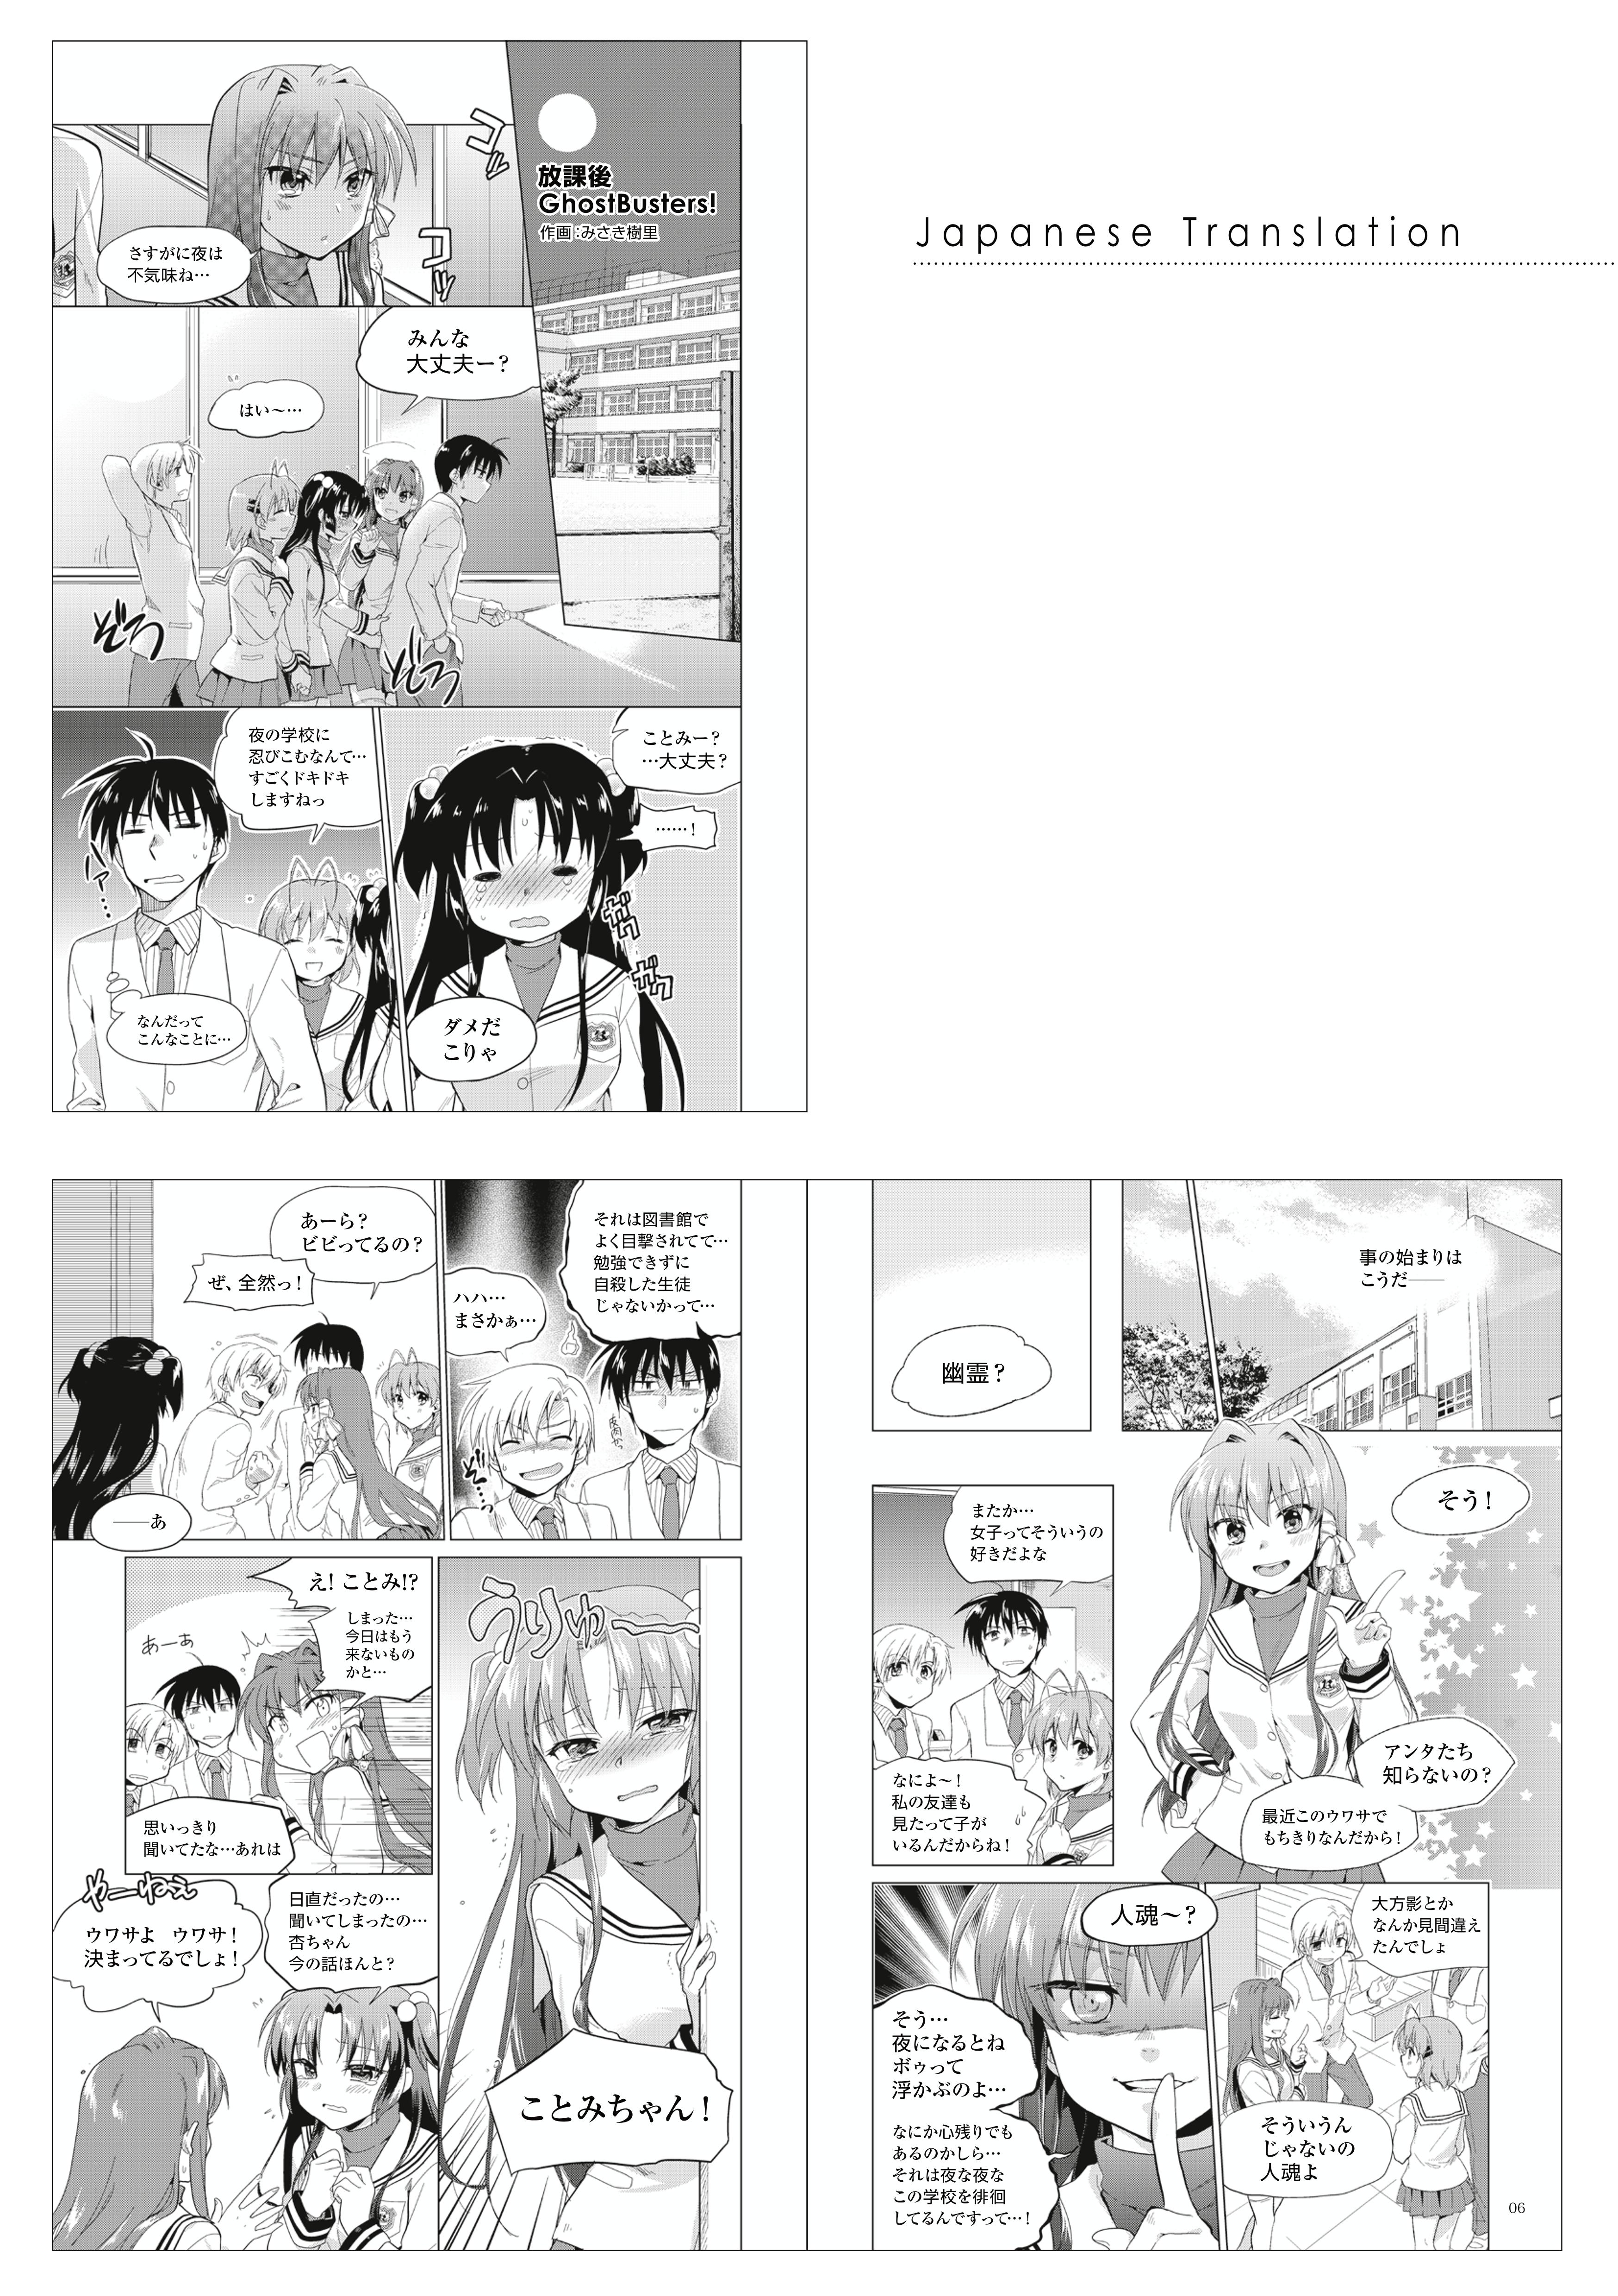 Japanese Translation
放課後
GhostBusters!
作画：みさき樹里
コッ
コッ
さすがに夜は
不気味ね…
みんな
大丈夫ー？
はい～…
ぞろ
ぞろ
ことみー？
…大丈夫？
……！
ガク
ガク
ダメだ
こりゃ
夜の学校に
忍びこむなんて…
すごくドキドキ
しますねっ
ハァ…
なんだって
こんなことに…
事の始まりは
こうだ――
幽霊？
そう！
アンタたち
知らないの？
最近このウワサで
もちきりなんだから！
またか…
女子ってそういうの
好きだよな
なによ～！
私の友達も
見たって子が
いるんだからね！
大方影とか
なんか見間違え
たんでしょ
そういうん
じゃないの
人魂よ
人魂～？
そう…
夜になるとね
ボゥって
浮かぶのよ…
なにか心残りでも
あるのかしら…
それは夜な夜な
この学校を徘徊
してるんですって…！
06
それは図書館で
よく目撃されてて…
勉強できずに
自殺した生徒
じゃないかって…
ハハ…
まさかぁ…
ぞ…っ
あーら？
ビビってるの？
ぜ、全然っ！
――あ
うりゅ～
ことみちゃん！
え！ことみ!?
しまった…
今日はもう
来ないもの
かと…
あーあ
思いっきり
聞いてたな…あれは
日直だったの…
聞いてしまったの…
杏ちゃん
今の話ほんと？
やーねぇ
ウワサよ　ウワサ！
決まってるでしょ！